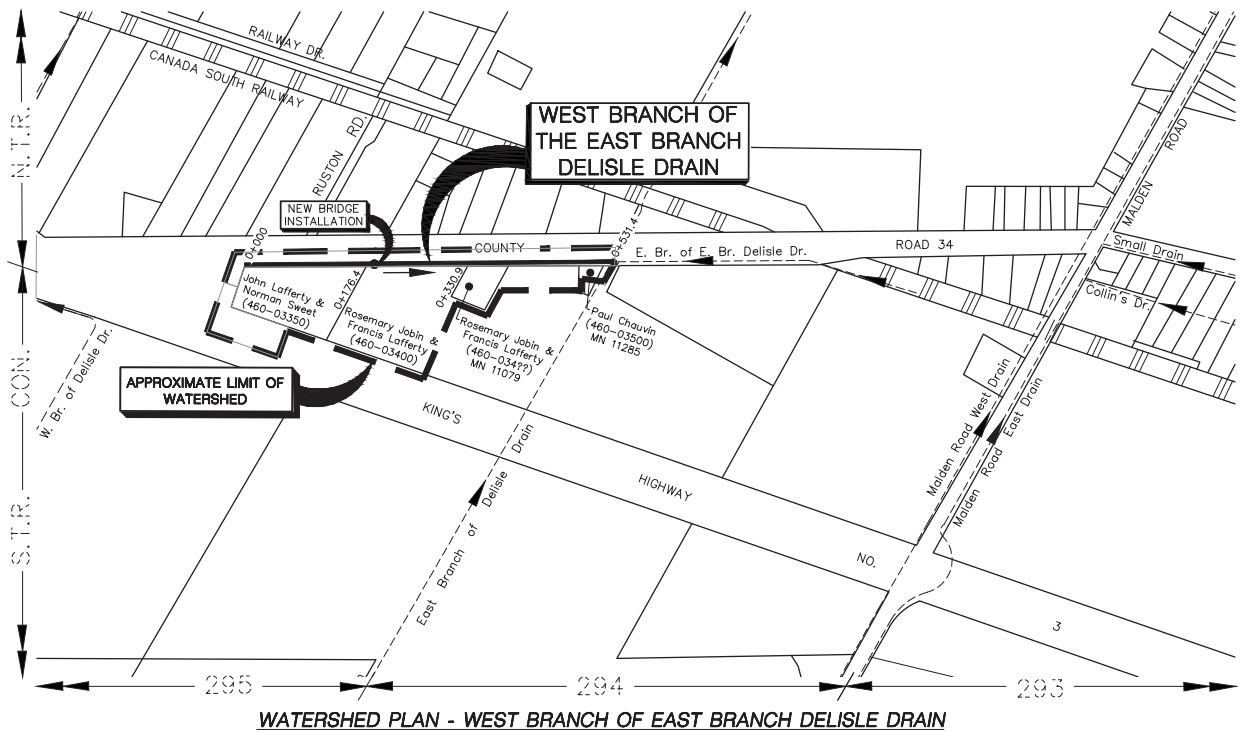 RAILWAY DR.
CANADA SOUTH RAILWAY
N.T.R.
RUSTON RD.
WEST BRANCH OF
THE EAST BRANCH
DELISLE DRAIN
NEW BRIDGE
INSTALLATION
MALDEN ROAD
0+000
COUNTY
0+531.4
E. Br. of E. Br. Delisle Dr.
ROAD 34
Small Drain
Collin's Dr.
0+176.4
0+330.9
John Lafferty &
Norman Sweet
(460-03350)
Rosemary Jobin &
Francis Lafferty
(460-03400)
Rosemary Jobin &
Francis Lafferty
(460-034??)
MN 11079
Paul Chauvin
(460-03500)
MN 11285
W. Br. of Delisle Dr.
APPROXIMATE LIMIT OF
WATERSHED
CON.
S.T.R.
KING'S
HIGHWAY
NO.
3
East Branch of Delisle Drain
Malden Road West Drain
Malden Road East Drain
295
294
293
WATERSHED PLAN - WEST BRANCH OF EAST BRANCH DELISLE DRAIN